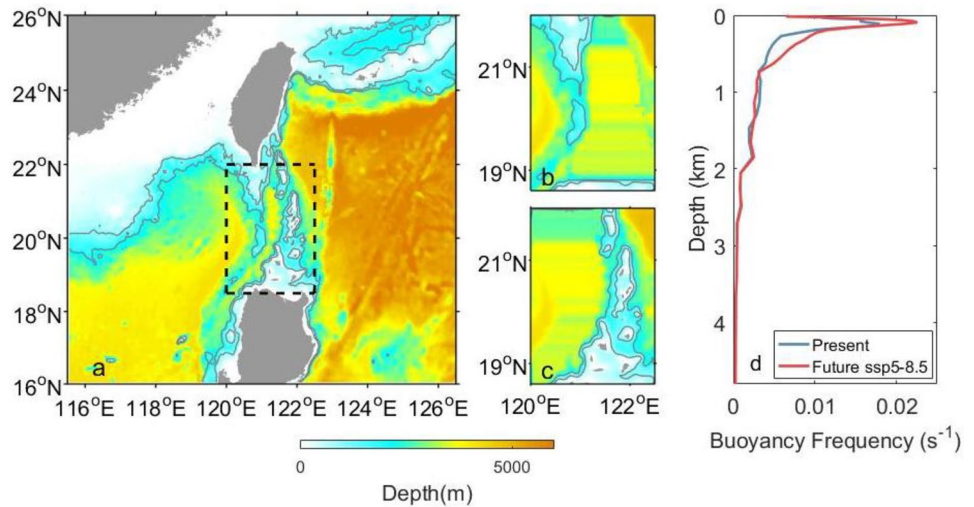 26°N
24°N
22°N
20°N
18°N
16°N
116°E 118°E 120°E 122°E 124°E 126°E
a
21°N
19°N
b
21°N
19°N
c
120°E 122°E
0
1
2
3
4
Depth (km)
Present
Future ssp5-8.5
d
0 0.01 0.02
Buoyancy Frequency (s⁻¹)
0 5000
Depth(m)